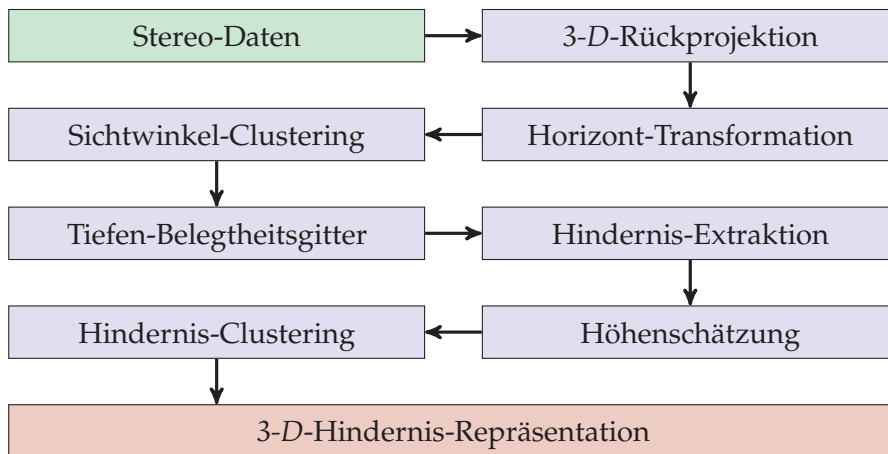 Stereo-Daten
3-D-Rückprojektion
Sichtwinkel-Clustering
Horizont-Transformation
Tiefen-Belegtheitsgitter
Hindernis-Extraktion
Hindernis-Clustering
Höhenschätzung
3-D-Hindernis-Repräsentation